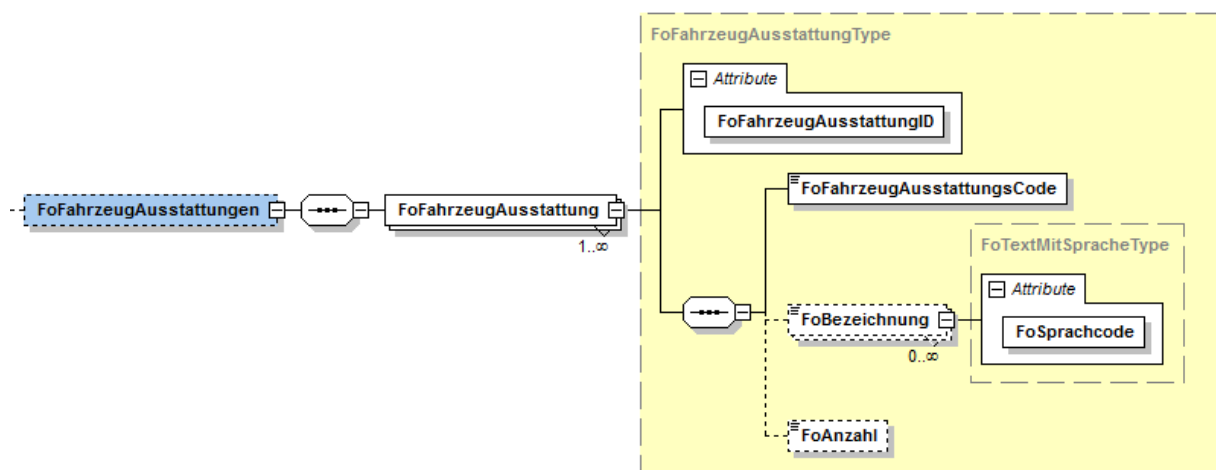 FoFahrzeugAusstattungType
Attribute
FoFahrzeugAusstattungID
FoFahrzeugAusstattungen
FoFahrzeugAusstattung
1..∞
FoFahrzeugAusstattungsCode
FoTextMitSpracheType
Attribute
FoBezeichnung
0..∞
FoSprachcode
FoAnzahl